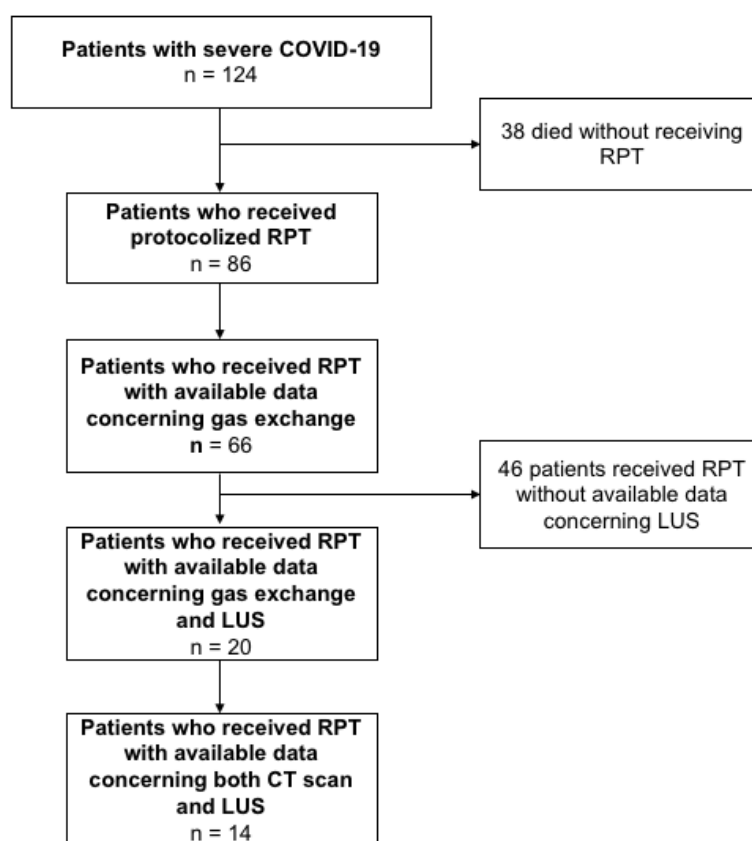 Patients with severe COVID-19
n = 124
38 died without receiving
RPT
Patients who received
protocolized RPT
n = 86
Patients who received RPT
with available data
concerning gas exchange
n = 66
46 patients received RPT
without available data
concerning LUS
Patients who received RPT
with available data
concerning gas exchange
and LUS
n = 20
Patients who received RPT
with available data
concerning both CT scan
and LUS
n = 14